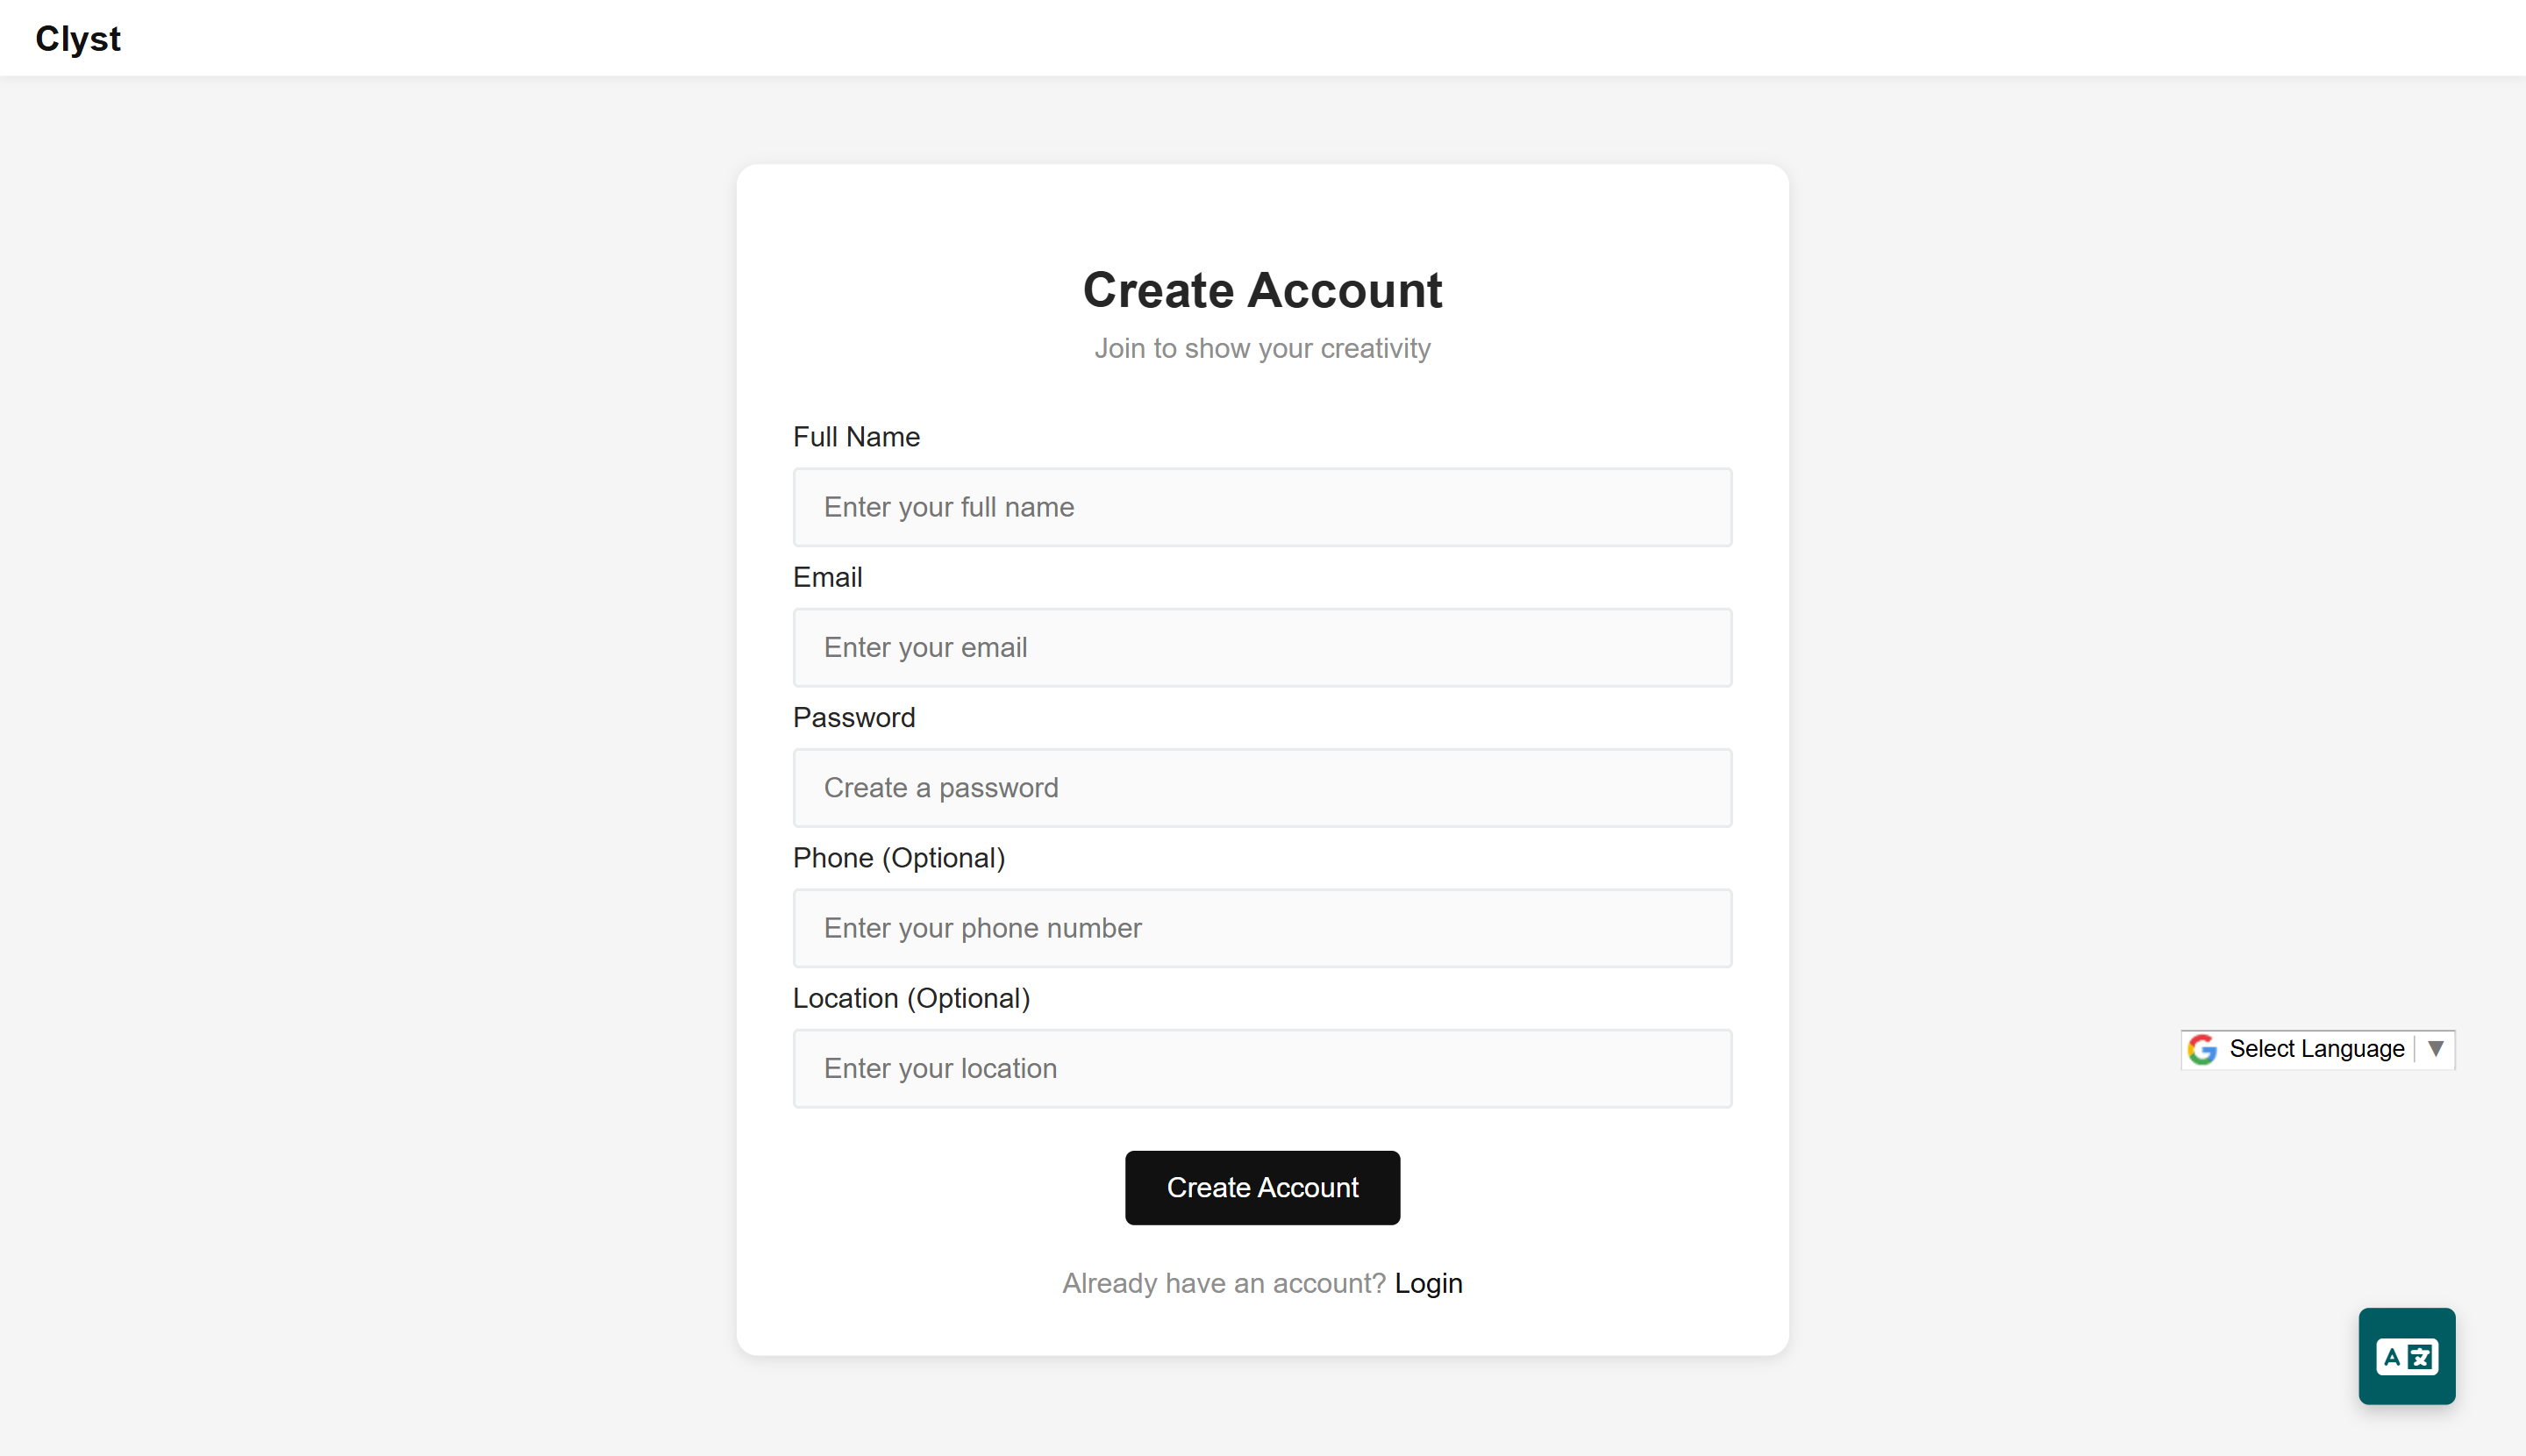 Clyst
Create Account
Join to show your creativity
Full Name
Enter your full name
Email
Enter your email
Password
Create a password
Phone (Optional)
Enter your phone number
Location (Optional)
Enter your location
Select Language ▼
Create Account
Already have an account? Login
A 文